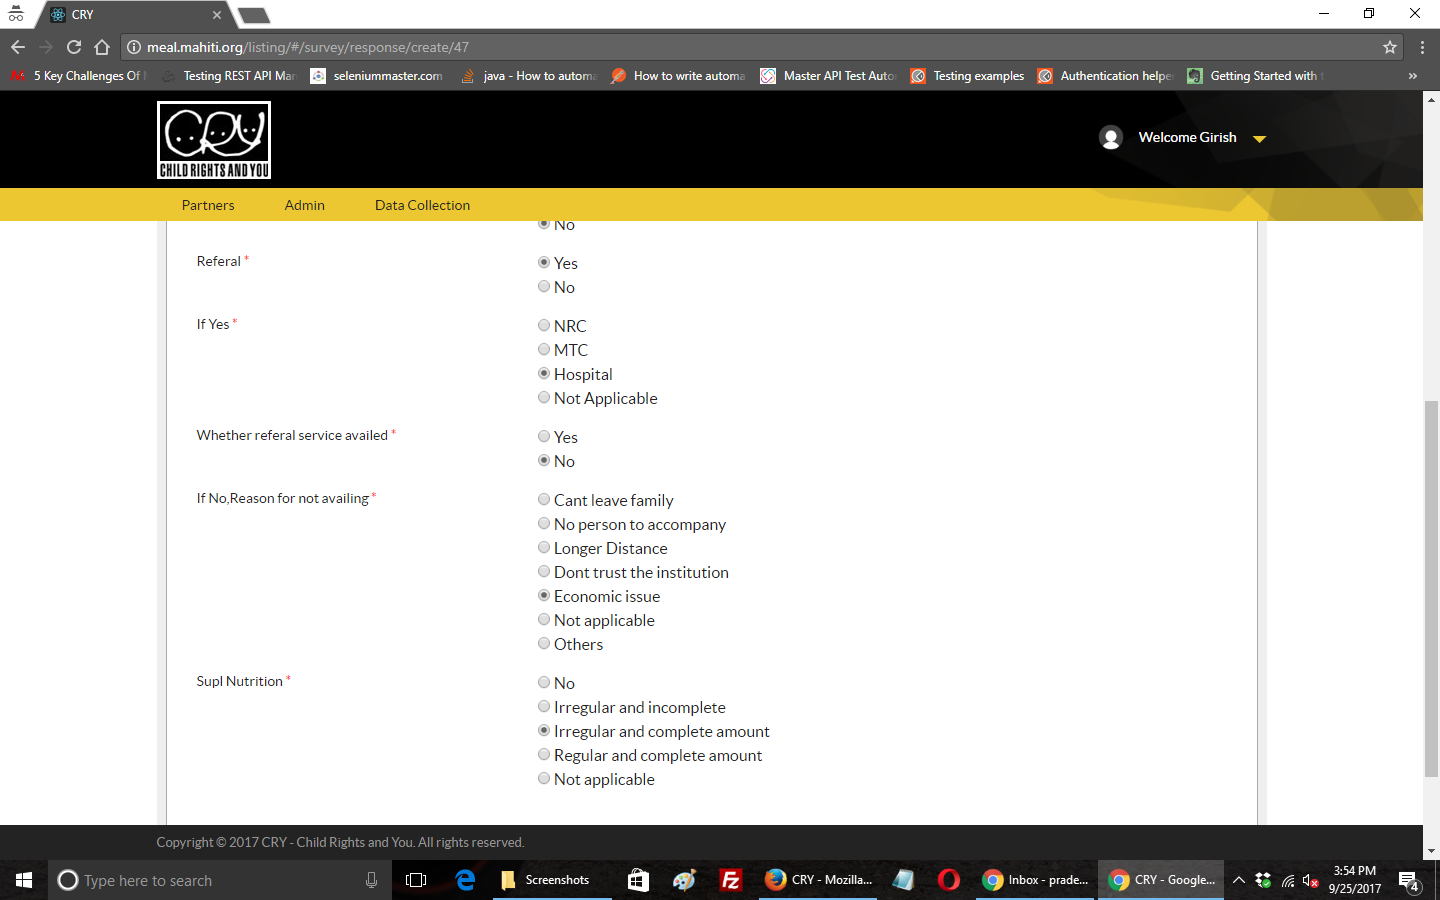 CRY
meal.mahiti.org/listing/#/survey/response/create/47
5 Key Challenges Of
Testing REST API Man
seleniummaster.com
java - How to automa
How to write automa
Master API Test Auto
Testing examples
Authentication helpe
Getting Started with t
»
CRY
CHILD RIGHTS AND YOU
Welcome Girish
Partners
Admin
Data Collection
No
Referal *
Yes
No
If Yes *
NRC
MTC
Hospital
Not Applicable
Whether referal service availed *
Yes
No
If No,Reason for not availing *
Cant leave family
No person to accompany
Longer Distance
Dont trust the institution
Economic issue
Not applicable
Others
Supl Nutrition *
No
Irregular and incomplete
Irregular and complete amount
Regular and complete amount
Not applicable
Copyright © 2017 CRY - Child Rights and You. All rights reserved.
Type here to search
Screenshots
Fz
CRY - Mozilla...
Inbox - prade...
CRY - Google...
3:54 PM
9/25/2017
4